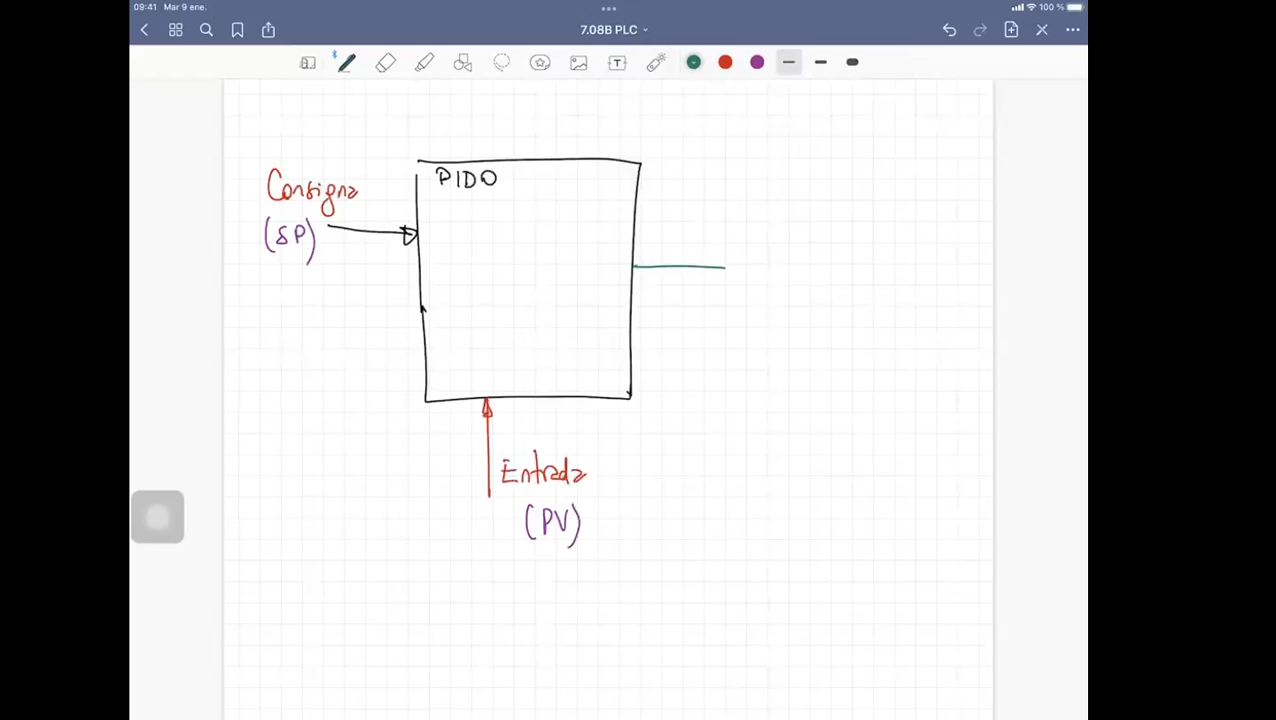 09:41 Mar 9 ene.
100 %
7.08B PLC
T
PIDO
Consigna
(SP)
Entrada
(PV)